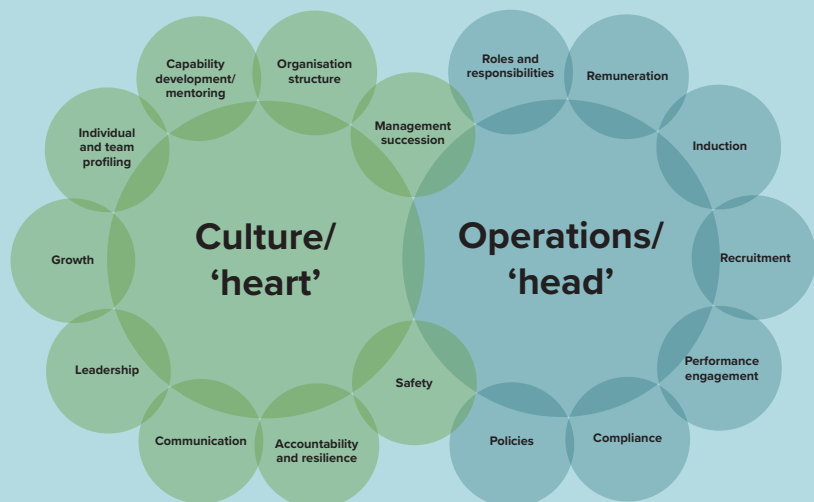 Capability
development/
mentoring
Organisation
structure
Roles and
responsibilities
Remuneration
Individual
and team
profiling
Management
succession
Induction
Culture/
‘heart’
Operations/
‘head’
Growth
Recruitment
Leadership
Safety
Performance
engagement
Communication
Accountability
and resilience
Policies
Compliance